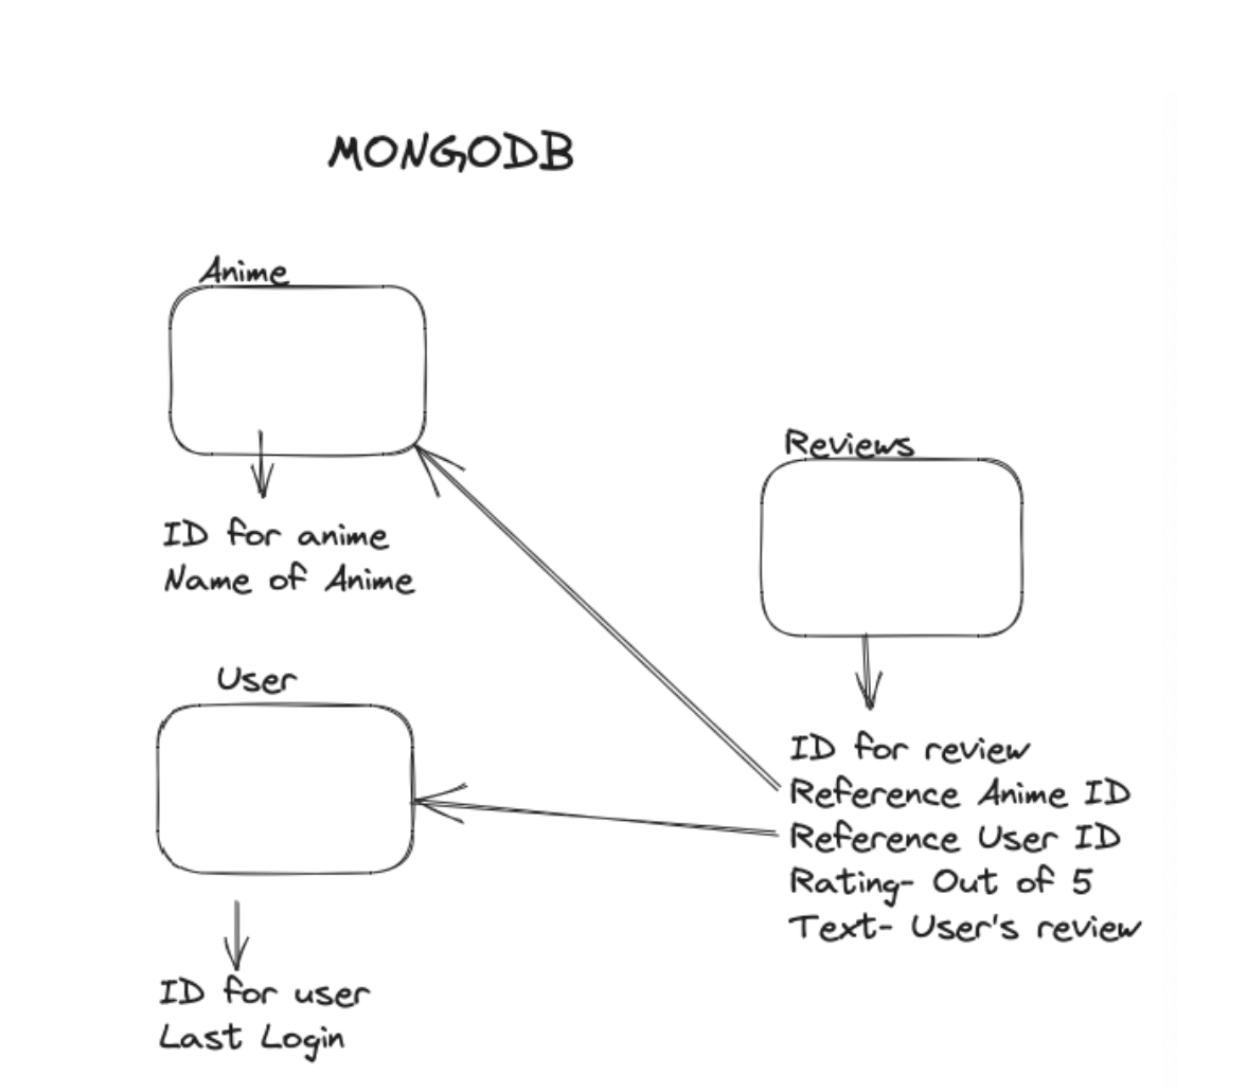 MONGODB
Anime
ID for anime
Name of Anime
User
ID for user
Last Login
Reviews
ID for review
Reference Anime ID
Reference User ID
Rating- Out of 5
Text- User's review